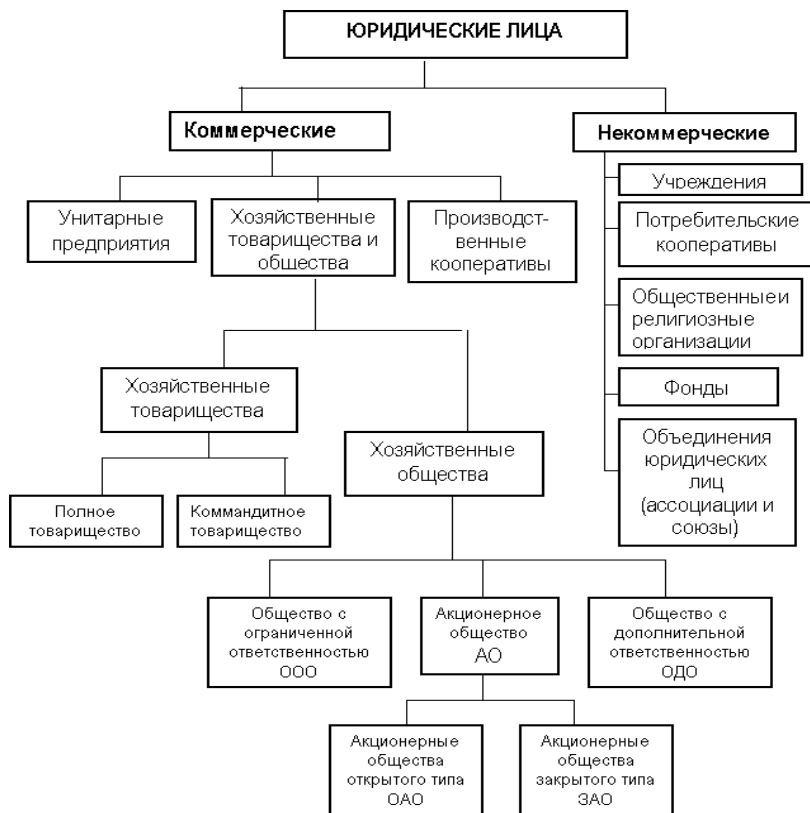 ЮРИДИЧЕСКИЕ ЛИЦА
Коммерческие
Некоммерческие
Унитарные
предприятия
Хозяйственные
товарищества и
общества
Производст-
венные
кооперативы
Учреждения
Потребительские
кооперативы
Общественные и
религиозные
организации
Фонды
Объединения
юридических
лиц
(ассоциации и
союзы)
Хозяйственные
товарищества
Хозяйственные
общества
Полное
товарищество
Коммандитное
товарищество
Общество с
ограниченной
ответственностью
ООО
Акционерное
общество
АО
Общество с
дополнительной
ответственностью
ОДО
Акционерные
общества
открытого типа
ОАО
Акционерные
общества
закрытого типа
ЗАО